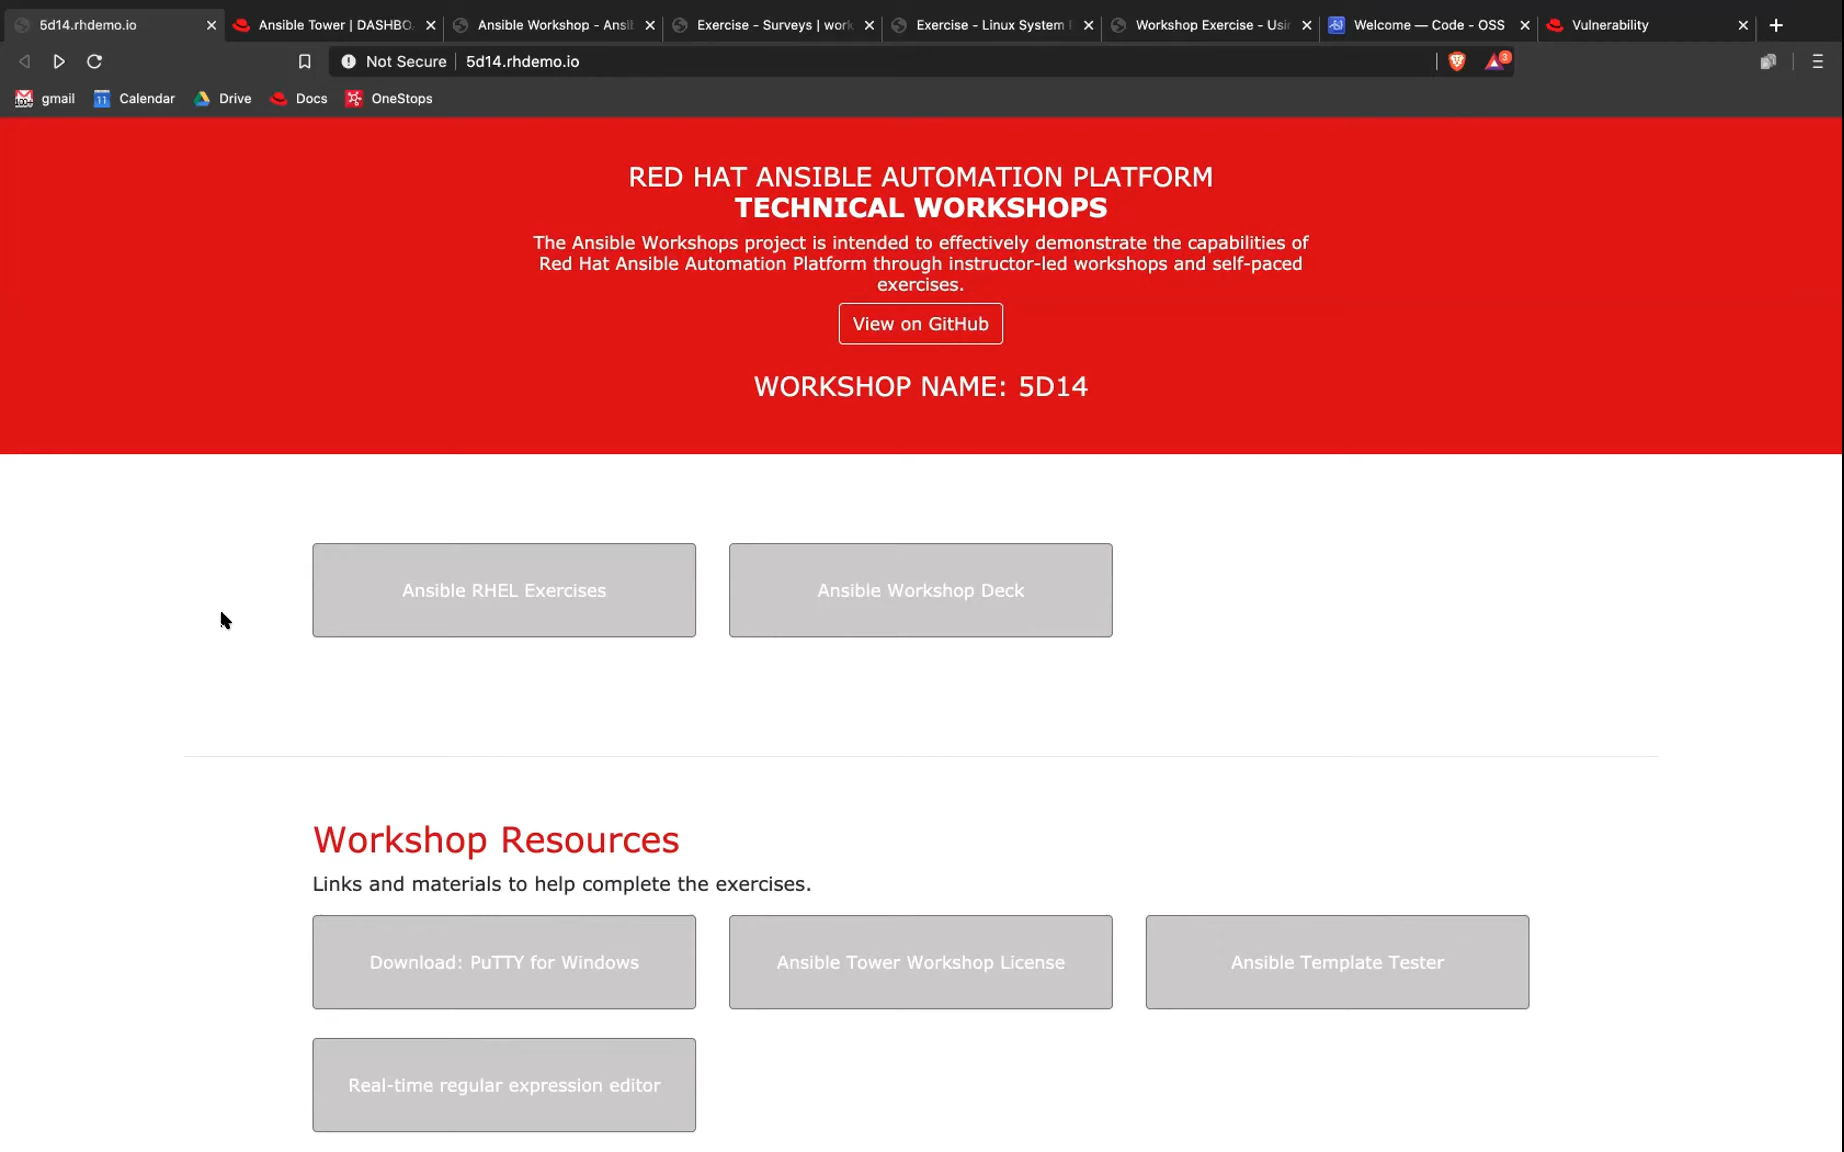 5d14.rhdemo.io
Ansible Tower | DASHBO
Ansible Workshop - Ansib
Exercise - Surveys | work
Exercise - Linux System
Workshop Exercise - Usin
Welcome — Code - OSS
Vulnerability
Not Secure
5d14.rhdemo.io
3
gmail
Calendar
Drive
Docs
OneStops
RED HAT ANSIBLE AUTOMATION PLATFORM
TECHNICAL WORKSHOPS
The Ansible Workshops project is intended to effectively demonstrate the capabilities of
Red Hat Ansible Automation Platform through instructor-led workshops and self-paced
exercises.
View on GitHub
WORKSHOP NAME: 5D14
Ansible RHEL Exercises
Ansible Workshop Deck
Workshop Resources
Links and materials to help complete the exercises.
Download: PuTTY for Windows
Ansible Tower Workshop License
Ansible Template Tester
Real-time regular expression editor